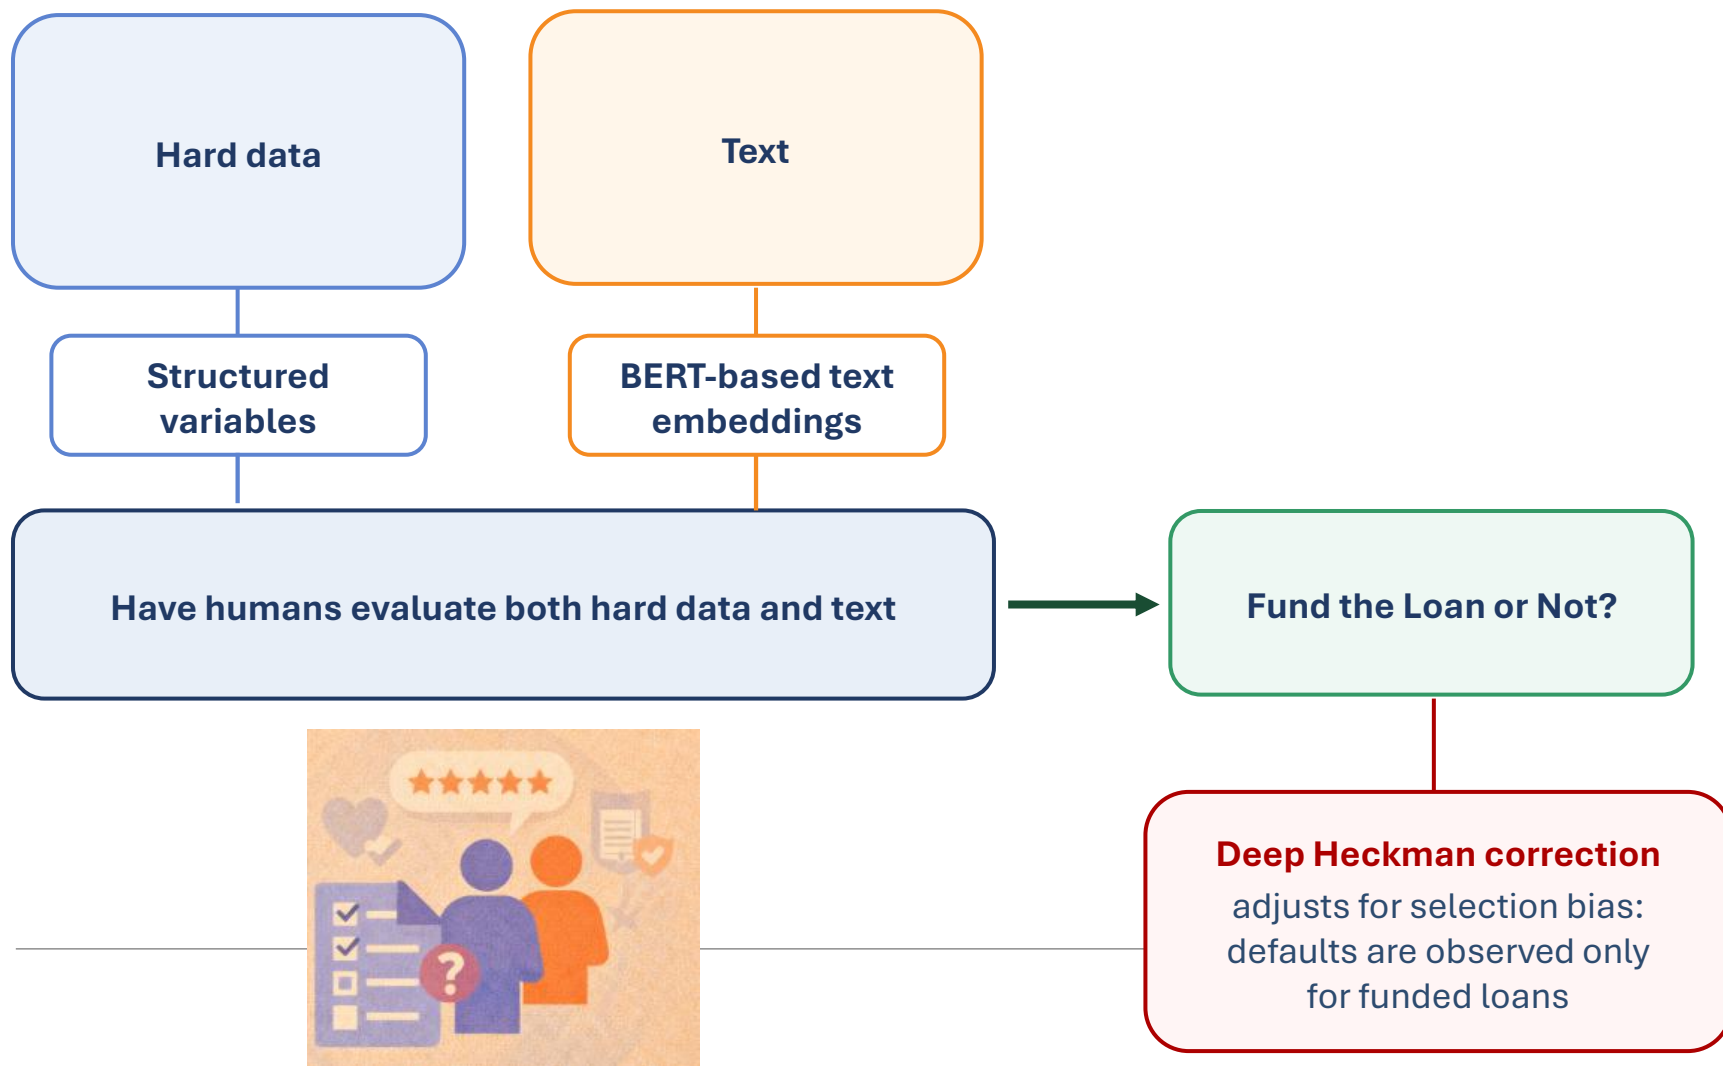 Hard data
Text
Structured
variables
BERT-based text
embeddings
Have humans evaluate both hard data and text
Fund the Loan or Not?
?
Deep Heckman correction
adjusts for selection bias:
defaults are observed only
for funded loans